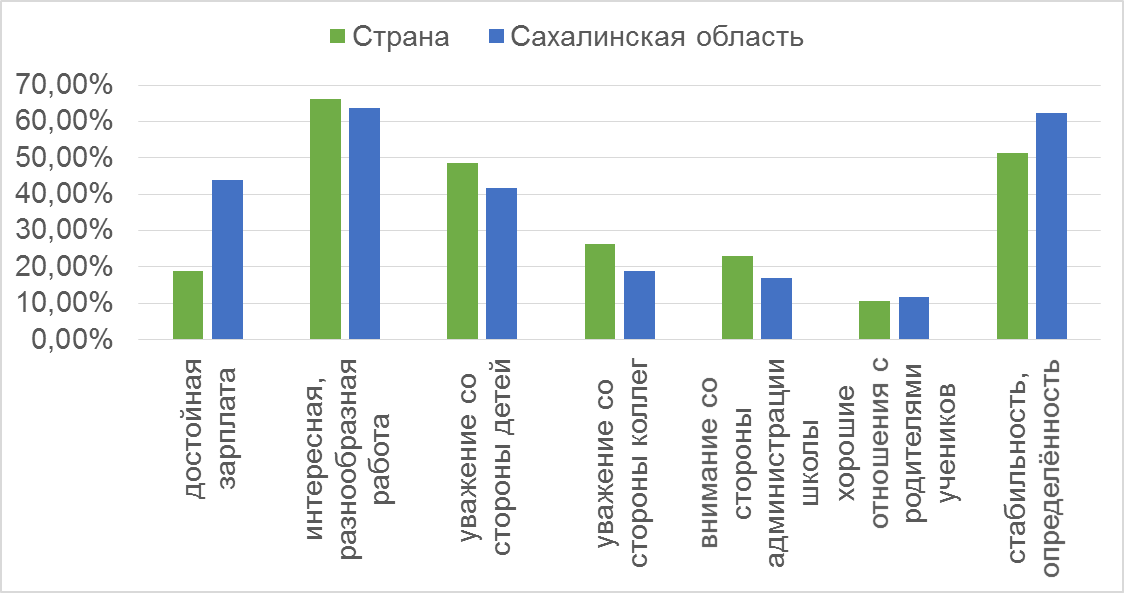 Страна Сахалинская область
70,00%
60,00%
50,00%
40,00%
30,00%
20,00%
10,00%
0,00%
достойная
зарплата
интересная,
разнообразная
работа
уважение со
стороны детей
уважение со
стороны коллег
внимание со
стороны
администрации
школы
хорошие
отношения с
родителями
учеников
стабильность,
определённость